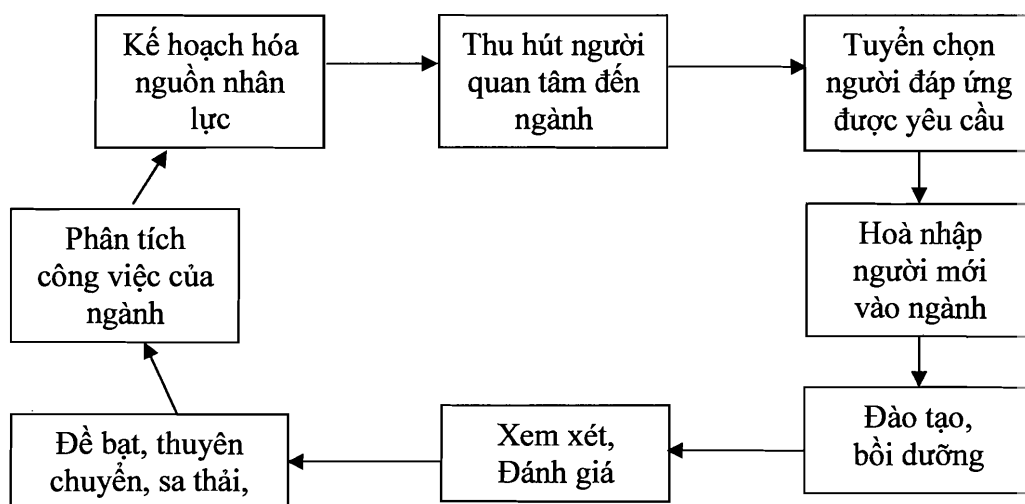 Kế hoạch hóa
nguồn nhân
lực
Thu hút người
quan tâm đến
ngành
Tuyển chọn
người đáp ứng
được yêu cầu
Phân tích
công việc của
ngành
Hoà nhập
người mới
vào ngành
Đề bạt, thuyên
chuyển, sa thải,
Xem xét,
Đánh giá
Đào tạo,
bồi dưỡng